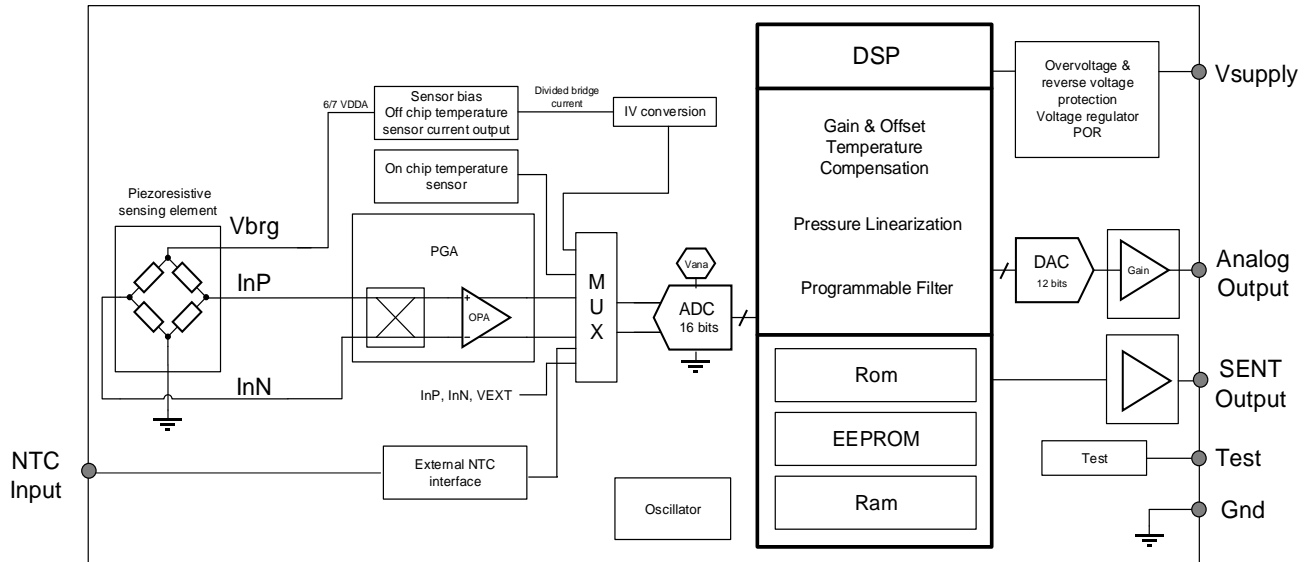 DSP
Overvoltage &
reverse voltage
protection
Voltage regulator
POR
Vsupply
6/7 VDDA
Sensor bias
Off chip temperature
sensor current output
Divided bridge
current
IV conversion
Gain & Offset
Temperature
Compensation
On chip temperature
sensor
Piezoresistive
sensing element
Vbrg
PGA
Pressure Linearization
InP
OPA
+
−
M
U
X
Vana
ADC
16 bits
Programmable Filter
DAC
12 bits
Gain
Analog
Output
InN
InP, InN, VEXT
Rom
SENT
Output
EEPROM
NTC
Input
External NTC
interface
Test
Test
Oscillator
Ram
Gnd